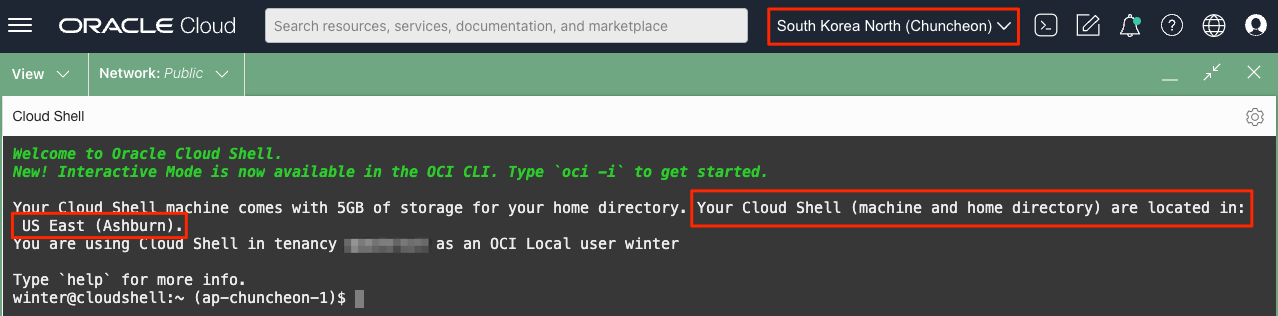 ORACLE Cloud
Search resources, services, documentation, and marketplace
South Korea North (Chuncheon)
View
Network: Public
Cloud Shell
Welcome to Oracle Cloud Shell.
New! Interactive Mode is now available in the OCI CLI. Type `oci -i` to get started.
Your Cloud Shell machine comes with 5GB of storage for your home directory. Your Cloud Shell (machine and home directory) are located in:
US East (Ashburn).
You are using Cloud Shell in tenancy as an OCI Local user winter
Type `help` for more info.
winter@cloudshell:~ (ap-chuncheon-1)$